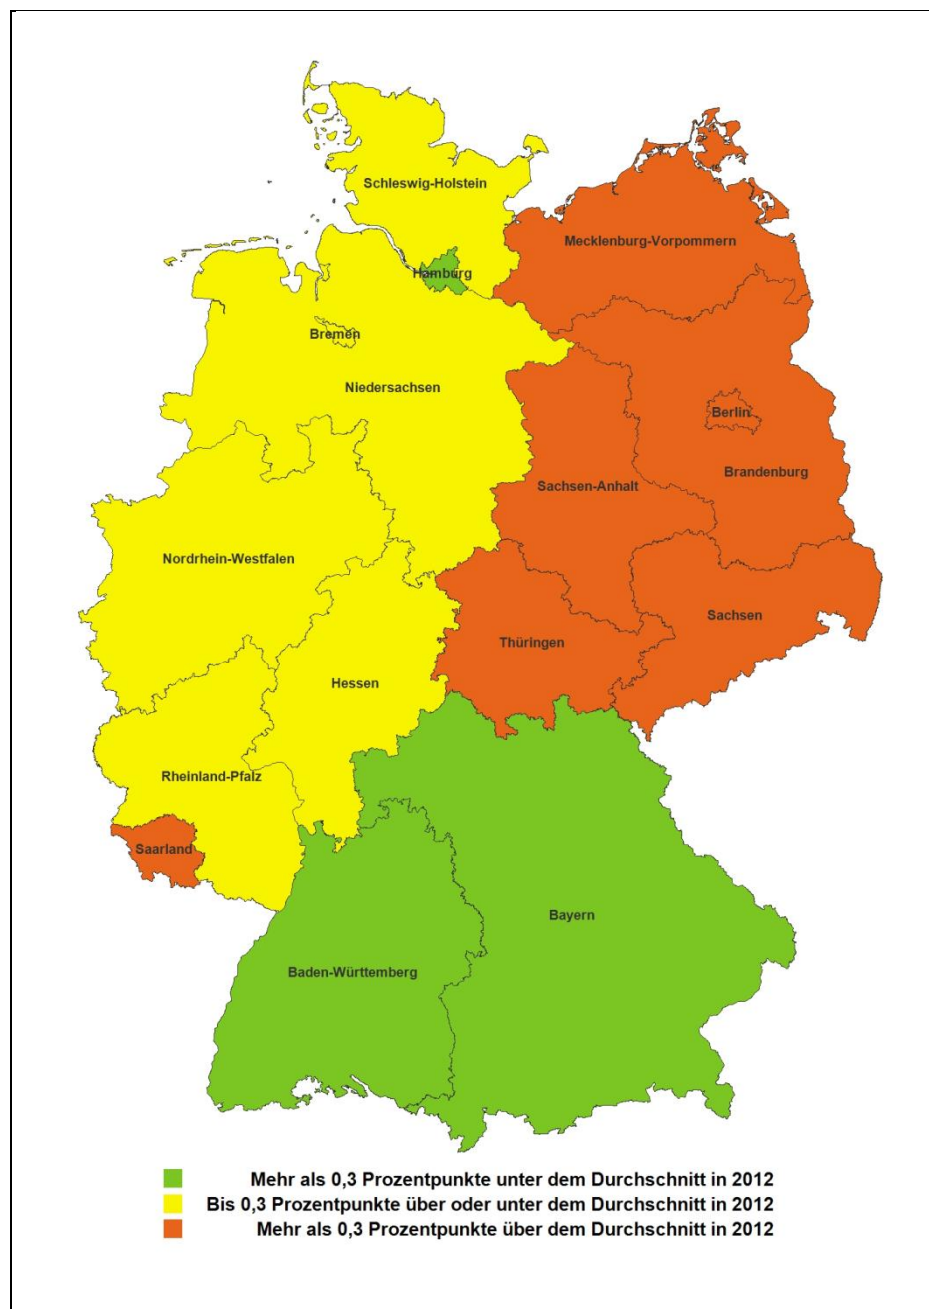 Schleswig-Holstein
Mecklenburg-Vorpommern
Hamburg
Bremen
Niedersachsen
Berlin
Brandenburg
Sachsen-Anhalt
Nordrhein-Westfalen
Sachsen
Thüringen
Hessen
Rheinland-Pfalz
Saarland
Bayern
Baden-Württemberg
Mehr als 0,3 Prozentpunkte unter dem Durchschnitt in 2012
Bis 0,3 Prozentpunkte über oder unter dem Durchschnitt in 2012
Mehr als 0,3 Prozentpunkte über dem Durchschnitt in 2012